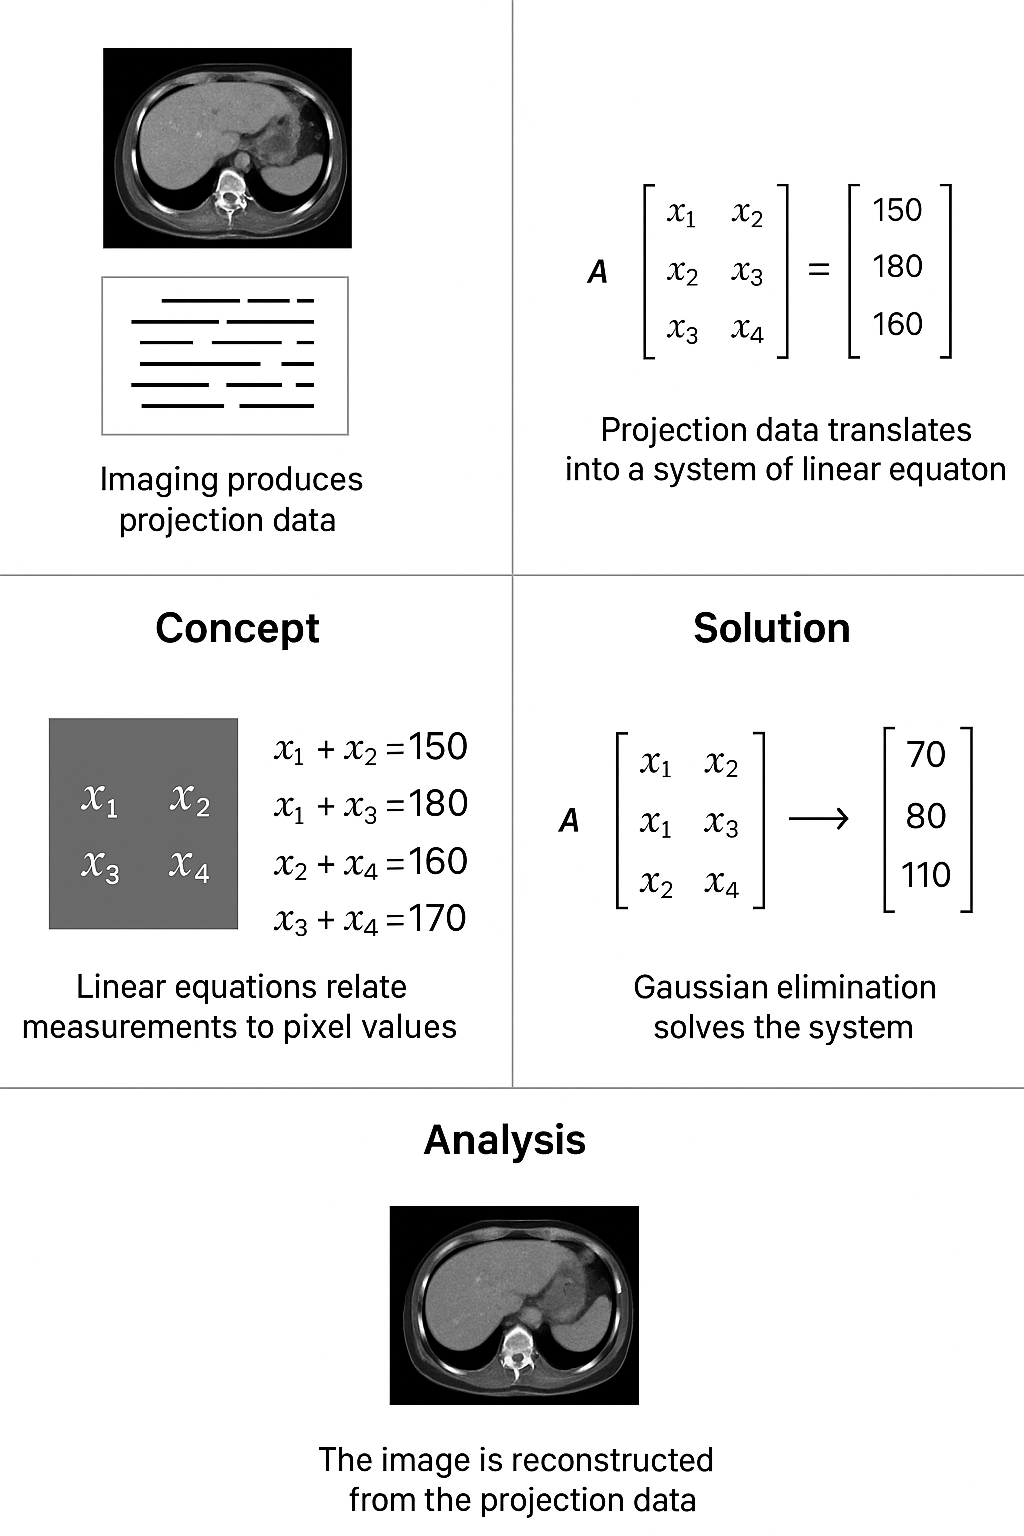 Imaging produces
projection data
A [ x₁ x₂ ] = [ 150 ]
x₂ x₃ 180
x₃ x₄ 160
Projection data translates
into a system of linear equaton
Concept
x₁ x₂
x₃ x₄
x₁ + x₂ = 150
x₁ + x₃ = 180
x₂ + x₄ = 160
x₃ + x₄ = 170
Linear equations relate
measurements to pixel values
Solution
A [ x₁ x₂ ] → [ 70 ]
x₁ x₃ 80
x₂ x₄ 110
Gaussian elimination
solves the system
Analysis
The image is reconstructed
from the projection data